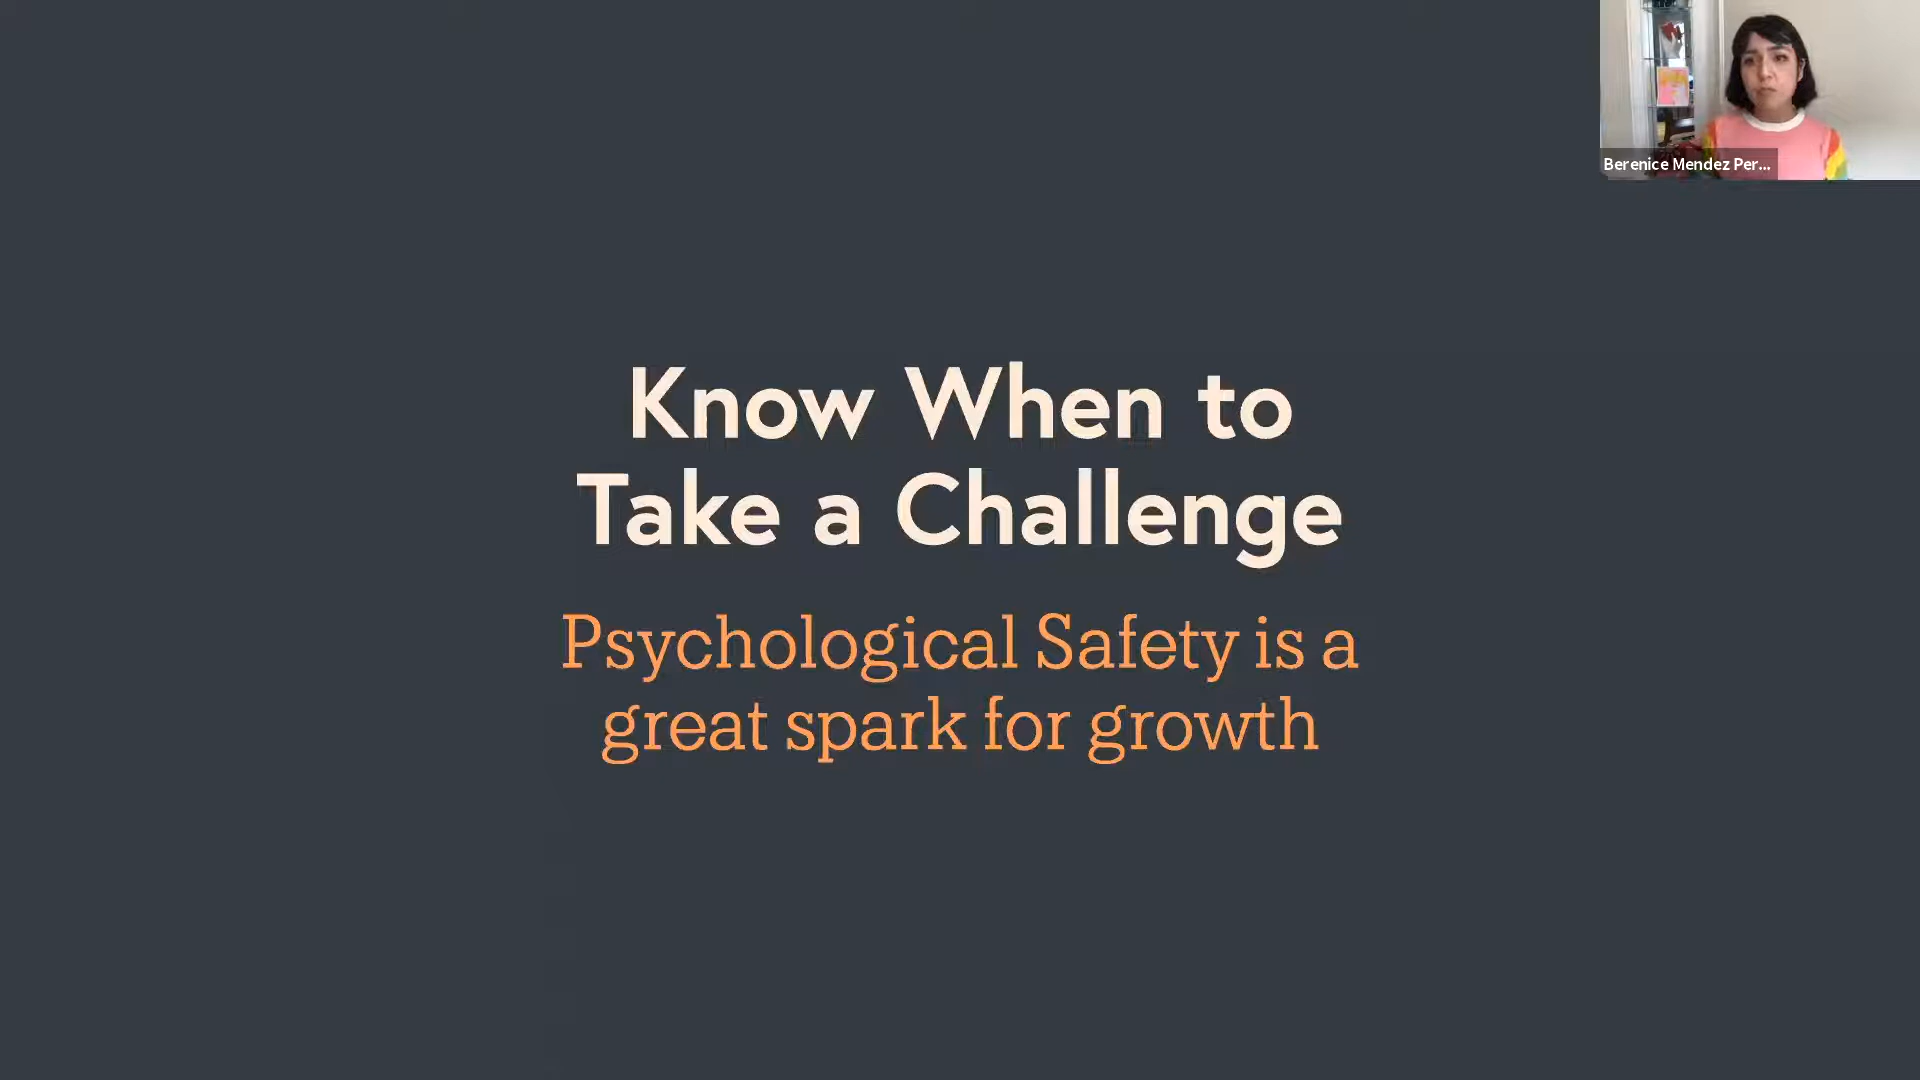 Berenice Mendez Per...
Know When to
Take a Challenge
Psychological Safety is a
great spark for growth